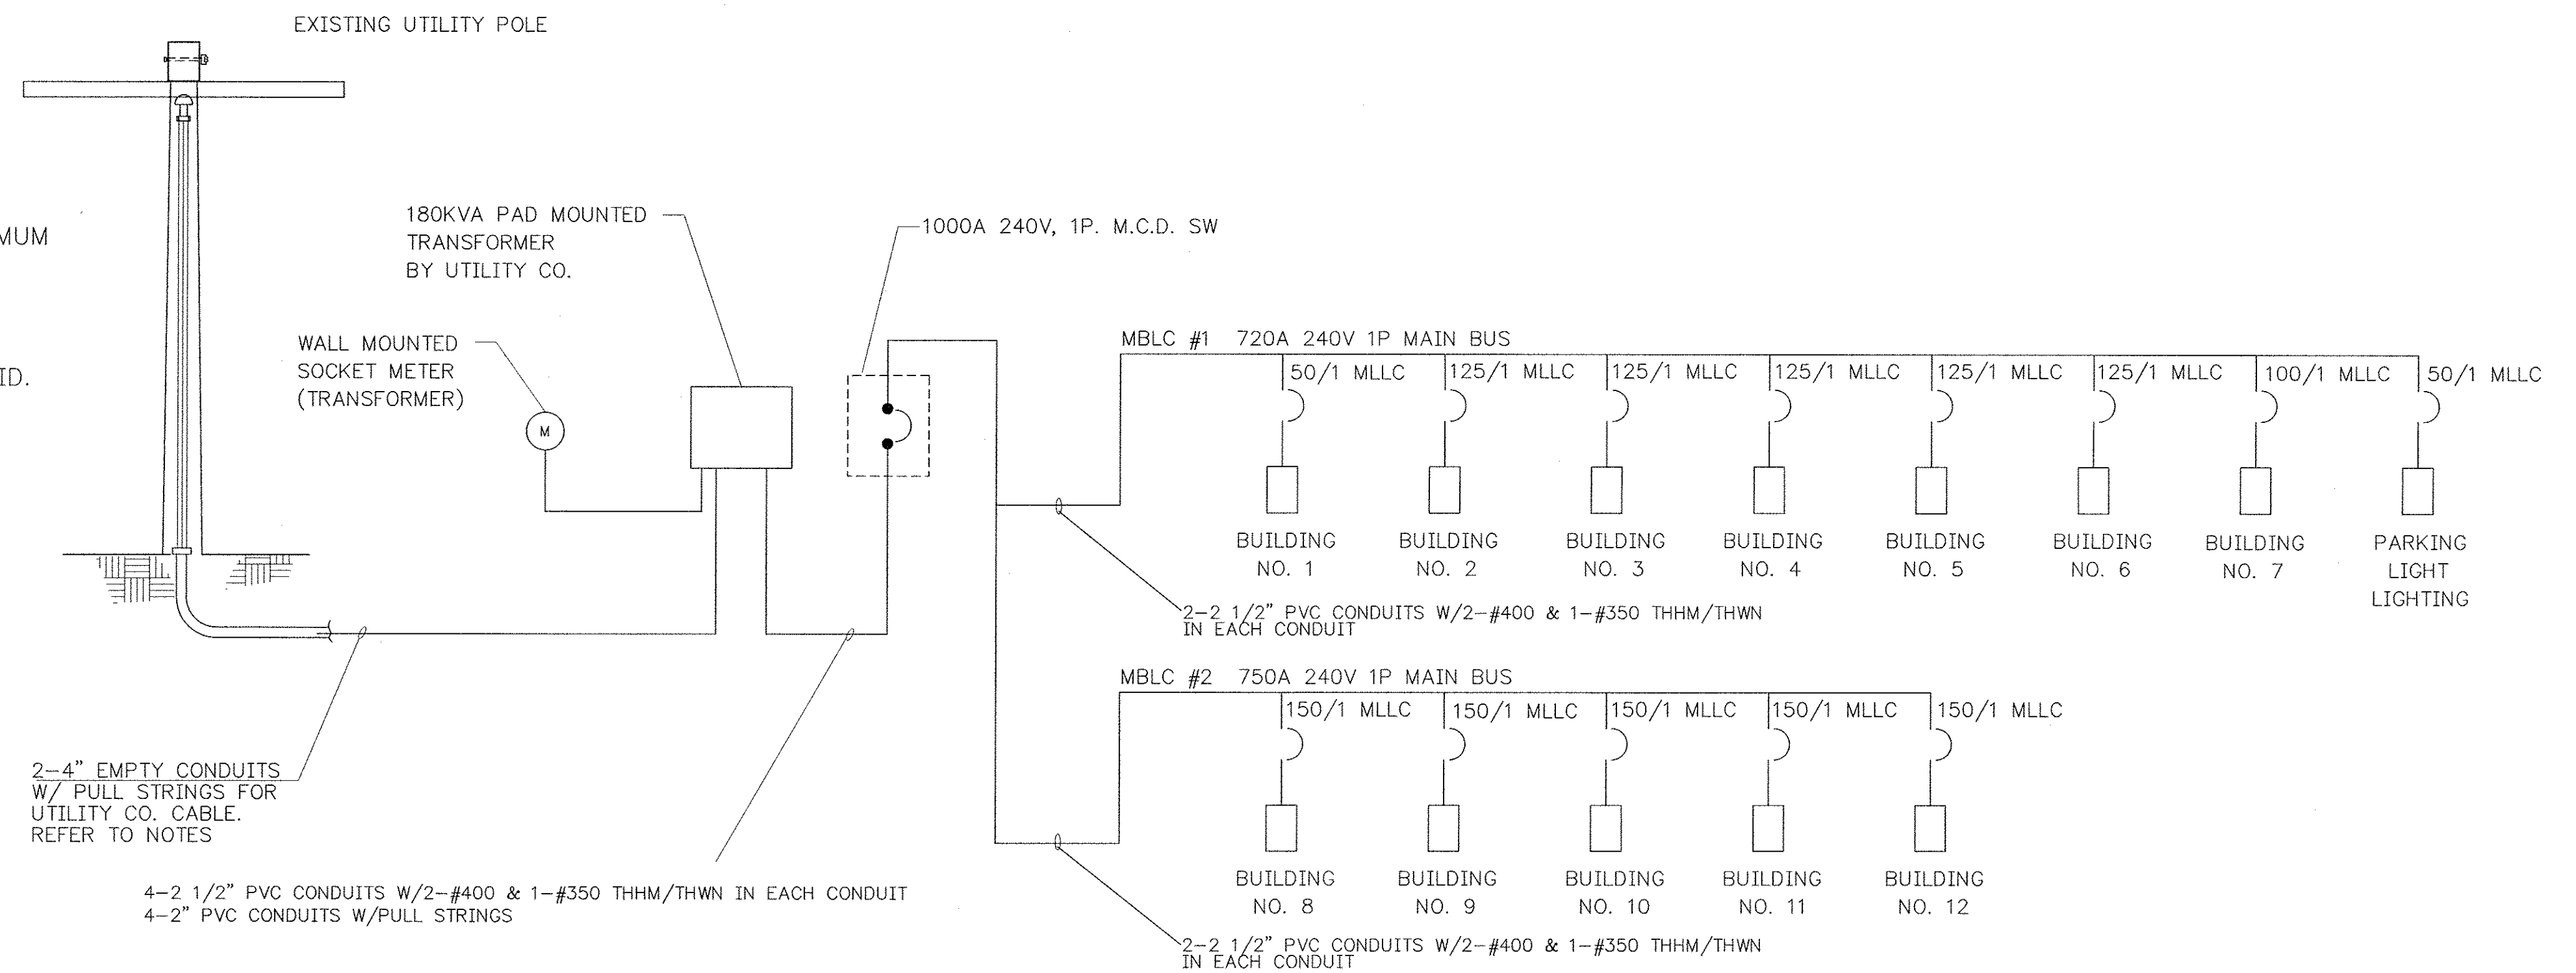 EXISTING UTILITY POLE
MUM
ID.
180KVA PAD MOUNTED
TRANSFORMER
BY UTILITY CO.
1000A 240V, 1P. M.C.D. SW
WALL MOUNTED
SOCKET METER
(TRANSFORMER)
M
MBLC #1 720A 240V 1P MAIN BUS
50/1 MLLC 125/1 MLLC 125/1 MLLC 125/1 MLLC 125/1 MLLC 125/1 MLLC 100/1 MLLC 50/1 MLLC
BUILDING
NO. 1
BUILDING
NO. 2
BUILDING
NO. 3
BUILDING
NO. 4
BUILDING
NO. 5
BUILDING
NO. 6
BUILDING
NO. 7
PARKING
LIGHT
LIGHTING
2-2 1/2" PVC CONDUITS W/2-#400 & 1-#350 THHM/THWN
IN EACH CONDUIT
MBLC #2 750A 240V 1P MAIN BUS
150/1 MLLC 150/1 MLLC 150/1 MLLC 150/1 MLLC 150/1 MLLC
BUILDING
NO. 8
BUILDING
NO. 9
BUILDING
NO. 10
BUILDING
NO. 11
BUILDING
NO. 12
2-2 1/2" PVC CONDUITS W/2-#400 & 1-#350 THHM/THWN
IN EACH CONDUIT
2-4" EMPTY CONDUITS
W/ PULL STRINGS FOR
UTILITY CO. CABLE.
REFER TO NOTES
4-2 1/2" PVC CONDUITS W/2-#400 & 1-#350 THHM/THWN IN EACH CONDUIT
4-2" PVC CONDUITS W/PULL STRINGS